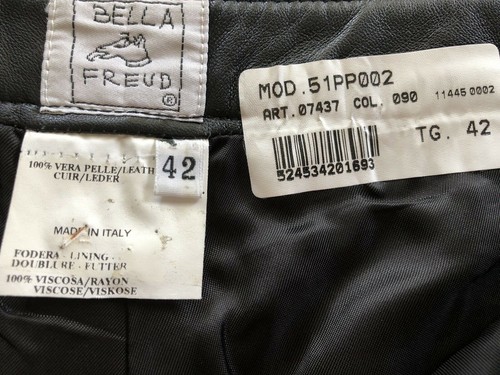 BELLA
FREUD
®
MOD.51PP002
ART.07437 COL. 090 11445 0002
524534201693
TG. 42
42
100% VERA PELLE/LEATH
CUIR/LEDER
MADE IN ITALY
FODERA - LINING
DOUBLURE - FUTTER
100% VISCOSA/RAYON
VISCOSE/VISKOSE